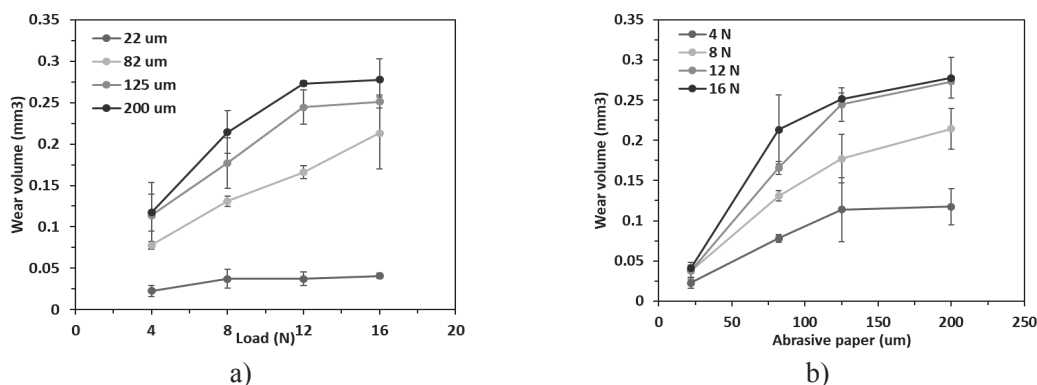 0.35
0.3
0.25
0.2
0.15
0.1
0.05
0
Wear volume (mm3)
22 um
82 um
125 um
200 um
0 4 8 12 16 20
Load (N)
a)
0.35
0.3
0.25
0.2
0.15
0.1
0.05
0
Wear volume (mm3)
4 N
8 N
12 N
16 N
0 50 100 150 200 250
Abrasive paper (um)
b)